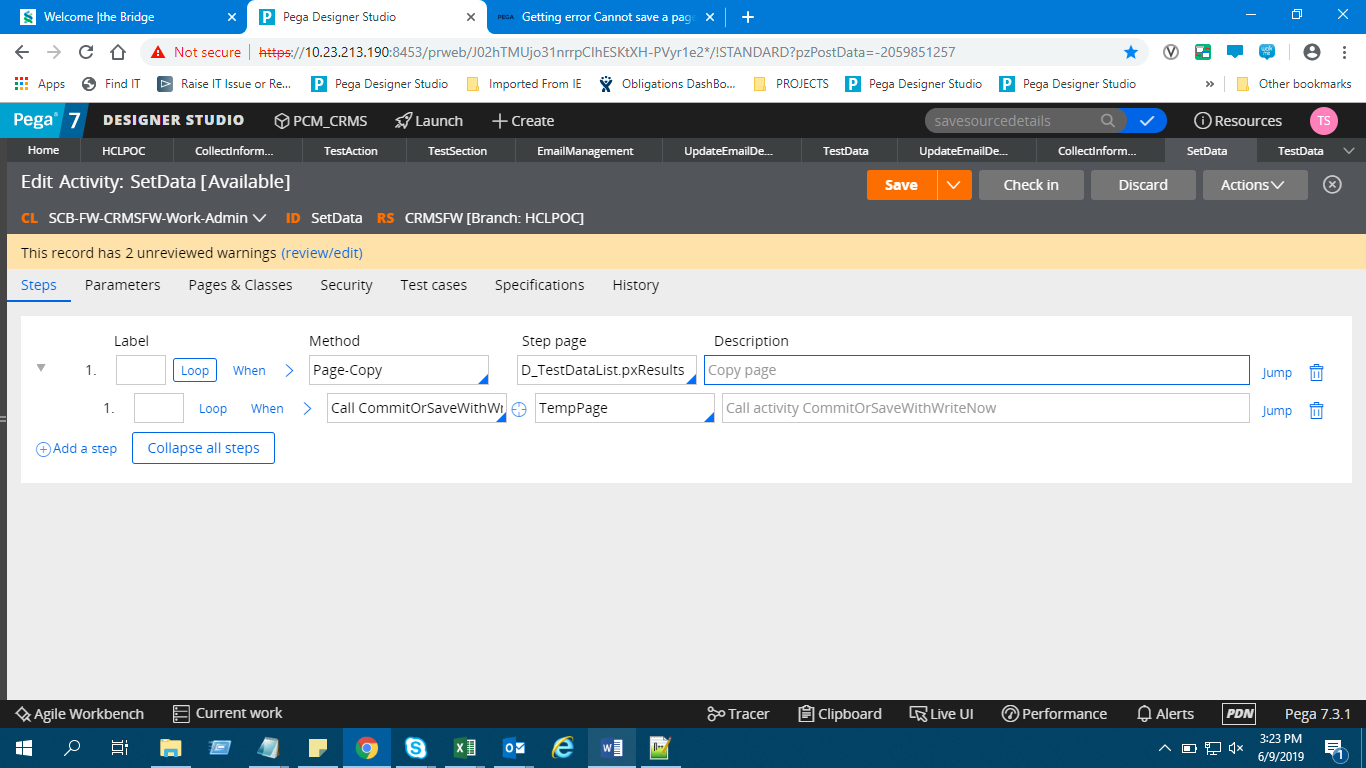 Welcome |the Bridge
Pega Designer Studio
PEGA Getting error Cannot save a pag
Not secure https://10.23.213.190:8453/prweb/J02hTMUjo31nrrpCIhESKtXH-PVyr1e2*/!STANDARD?pzPostData=-2059851257
Apps Find IT Raise IT Issue or Re... Pega Designer Studio Imported From IE Obligations DashBo... PROJECTS Pega Designer Studio Pega Designer Studio » Other bookmarks
Pega 7 DESIGNER STUDIO PCM_CRMS Launch Create savesourcedetails Resources TS
Home HCLPOC CollectInform... TestAction TestSection EmailManagement UpdateEmailDe... TestData UpdateEmailDe... CollectInform... SetData TestData
Edit Activity: SetData [Available] Save Check in Discard Actions
CL SCB-FW-CRMSFW-Work-Admin ID SetData RS CRMSFW [Branch: HCLPOC]
This record has 2 unreviewed warnings (review/edit)
Steps Parameters Pages & Classes Security Test cases Specifications History
Label Method Step page Description
1. Loop When Page-Copy D_TestDataList.pxResults Copy page Jump
1. Loop When Call CommitOrSaveWithWr TempPage Call activity CommitOrSaveWithWriteNow Jump
Add a step Collapse all steps
Agile Workbench Current work Tracer Clipboard Live UI Performance Alerts PDN Pega 7.3.1
3:23 PM
6/9/2019
1